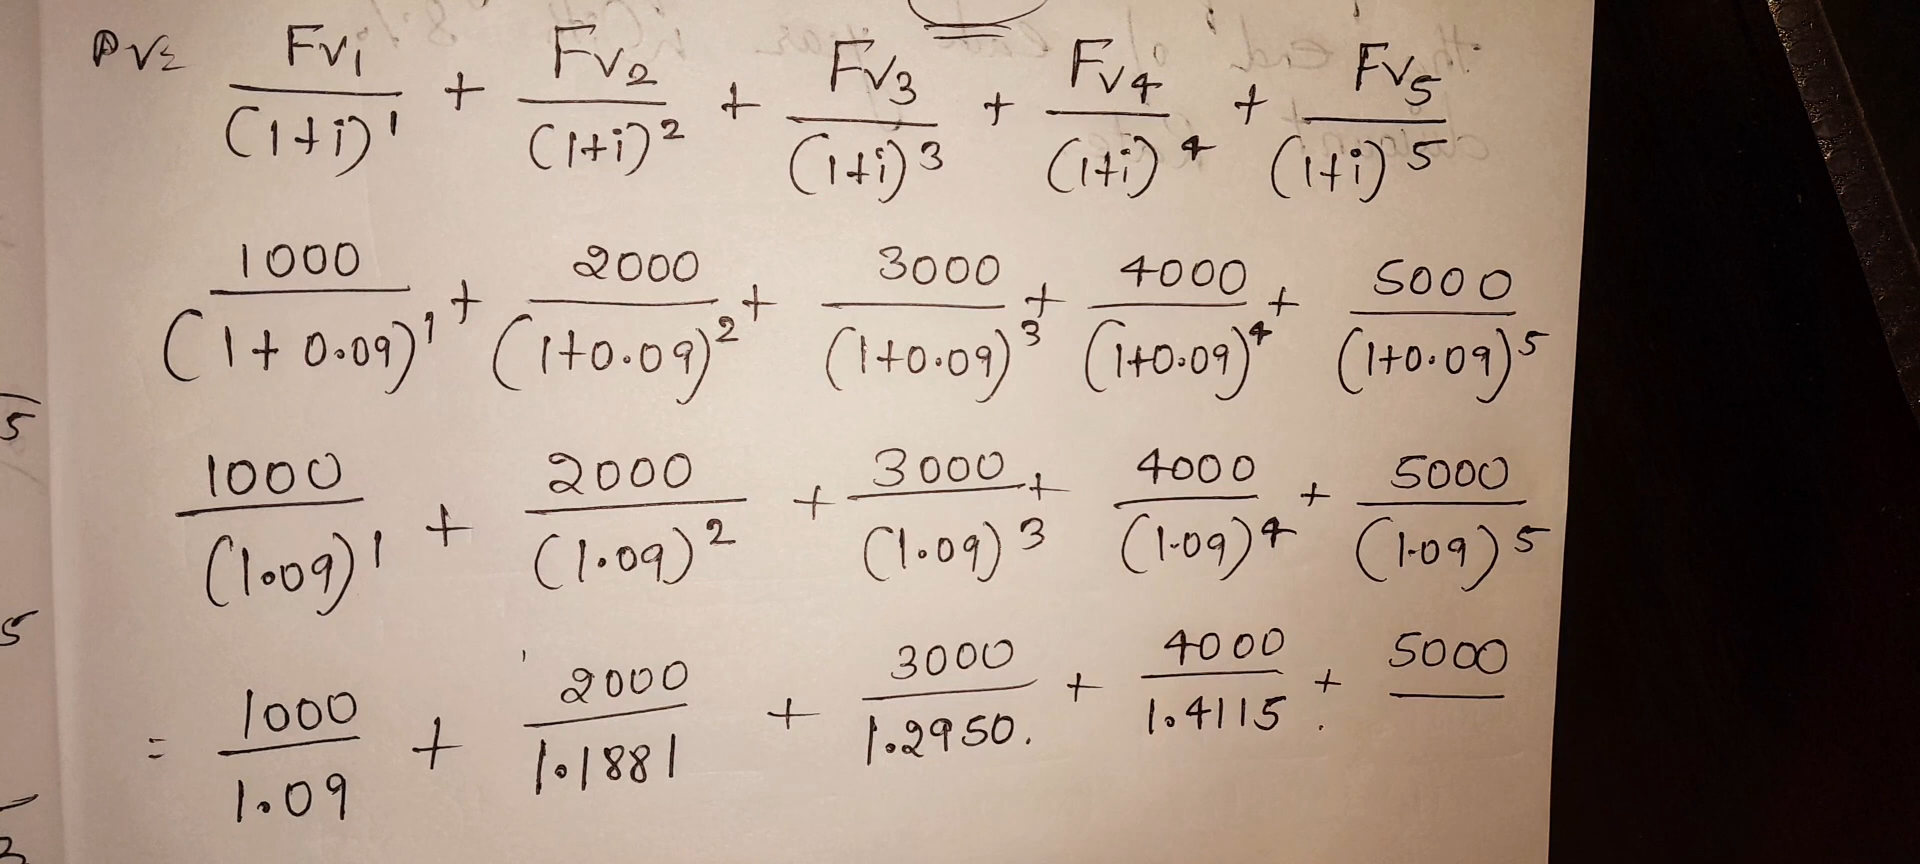 PV= FV1/(1+i)^1 + FV2/(1+i)^2 + FV3/(1+i)^3 + FV4/(1+i)^4 + FV5/(1+i)^5
1000/(1+0.09)^1 + 2000/(1+0.09)^2 + 3000/(1+0.09)^3 + 4000/(1+0.09)^4 + 5000/(1+0.09)^5
1000/(1.09)^1 + 2000/(1.09)^2 + 3000/(1.09)^3 + 4000/(1.09)^4 + 5000/(1.09)^5
= 1000/1.09 + 2000/1.1881 + 3000/1.2950. + 4000/1.4115. + 5000/
5
5